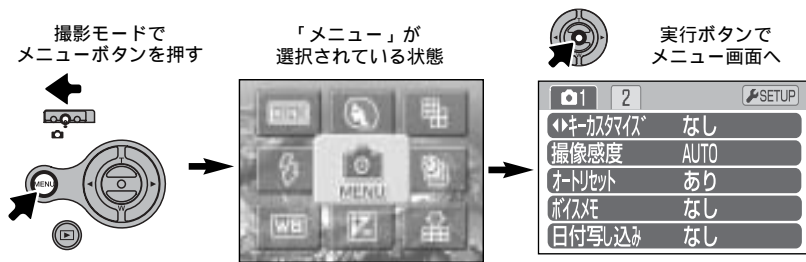 撮影モードで
メニューボタンを押す
MENU
W
「メニュー」が
選択されている状態
MENU
WB
実行ボタンで
メニュー画面へ
1 2 SETUP
キーカスタマイズ なし
撮像感度 AUTO
オートリセット あり
ボイスメモ なし
日付写し込み なし